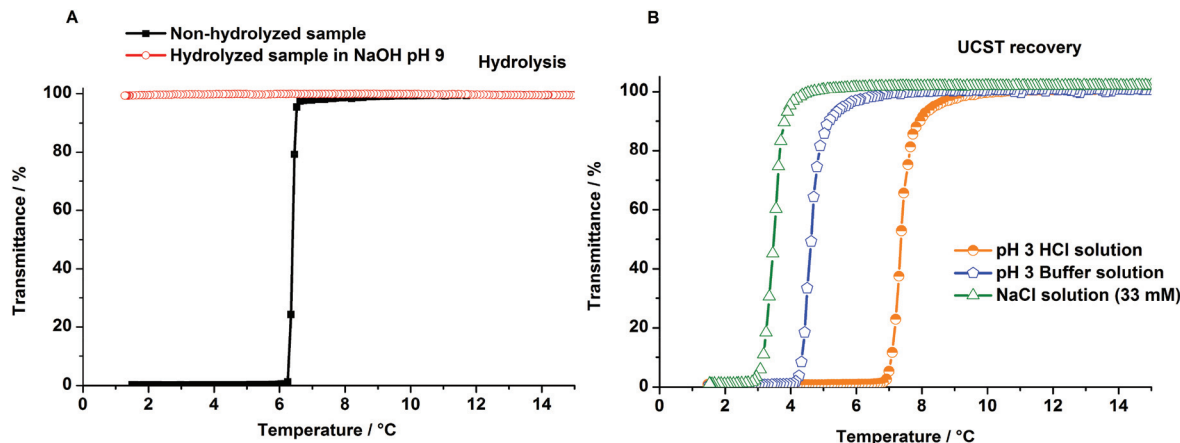 A
Non-hydrolyzed sample
Hydrolyzed sample in NaOH pH 9
Hydrolysis
Transmittance / %
100
80
60
40
20
0
2 4 6 8 10 12 14
Temperature / °C
B
UCST recovery
Transmittance / %
100
80
60
40
20
0
pH 3 HCl solution
pH 3 Buffer solution
NaCl solution (33 mM)
0 2 4 6 8 10 12 14
Temperature / °C